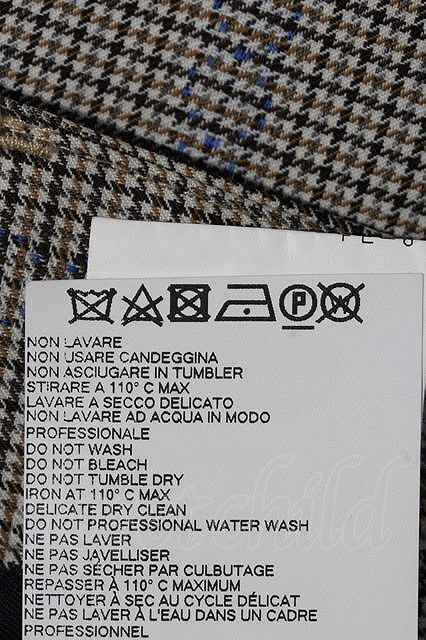 P W
NON LAVARE
NON USARE CANDEGGINA
NON ASCIUGARE IN TUMBLER
STIRARE A 110° C MAX
LAVARE A SECCO DELICATO
NON LAVARE AD ACQUA IN MODO
PROFESSIONALE
DO NOT WASH
DO NOT BLEACH
DO NOT TUMBLE DRY
IRON AT 110° C MAX
DELICATE DRY CLEAN
DO NOT PROFESSIONAL WATER WASH
NE PAS LAVER
NE PAS JAVELLISER
NE PAS SÉCHER PAR CULBUTAGE
REPASSER À 110° C MAXIMUM
NETTOYER À SEC AU CYCLE DÉLICAT
NE PAS LAVER À L'EAU DANS UN CADRE
PROFESSIONNEL